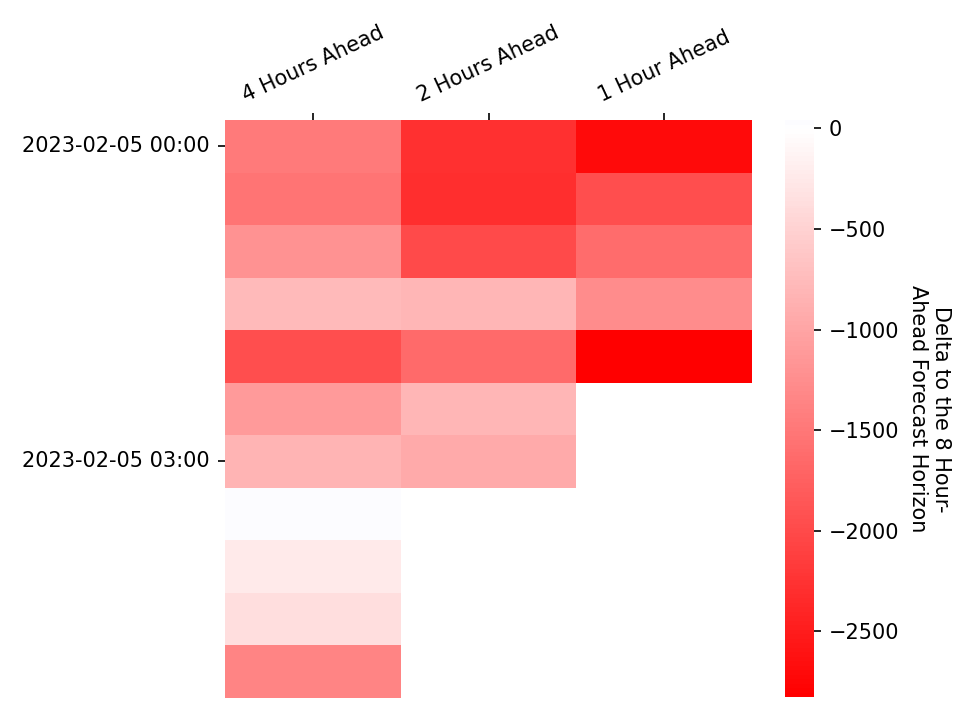 4 Hours Ahead
2 Hours Ahead
1 Hour Ahead
2023-02-05 00:00
2023-02-05 03:00
0
−500
−1000
−1500
−2000
−2500
Delta to the 8 Hour-
Ahead Forecast Horizon